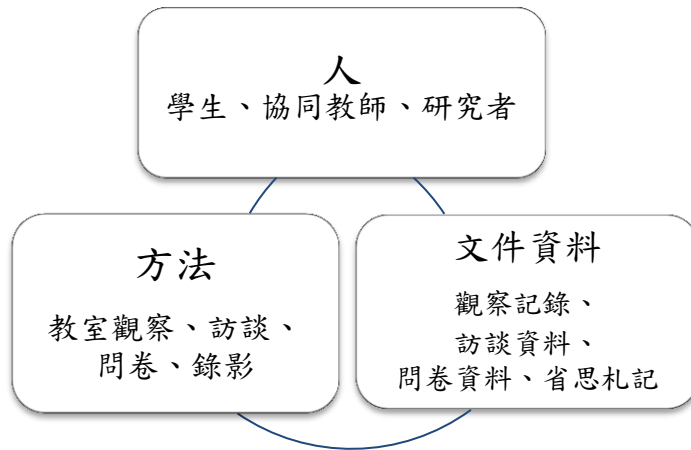 人
學生、協同教師、研究者
方法
教室觀察、訪談、
問卷、錄影
文件資料
觀察記錄、
訪談資料、
問卷資料、省思札記